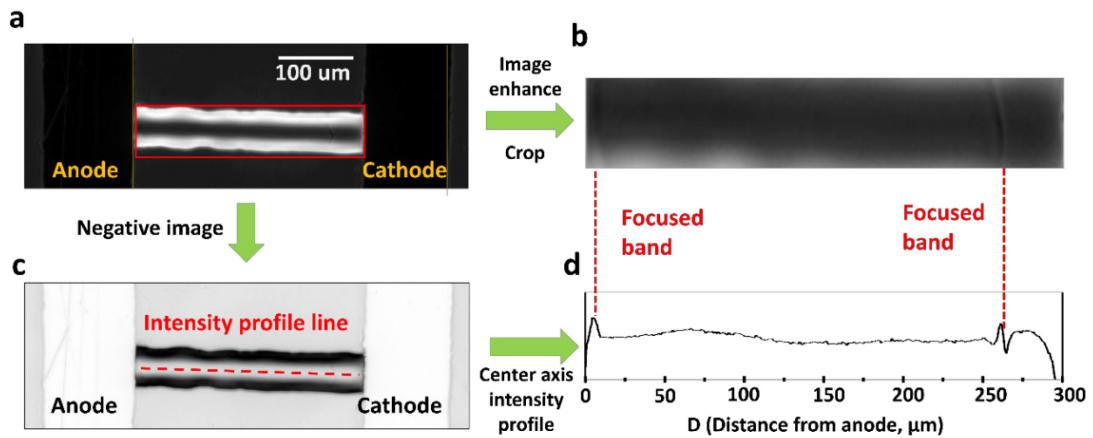 a
100 um
Anode
Cathode
Image
enhance
Crop
b
Focused
band
Focused
band
Negative image
c
Intensity profile line
Anode
Cathode
Center axis
intensity
profile
d
0
50
100
150
200
250
300
D (Distance from anode, μm)